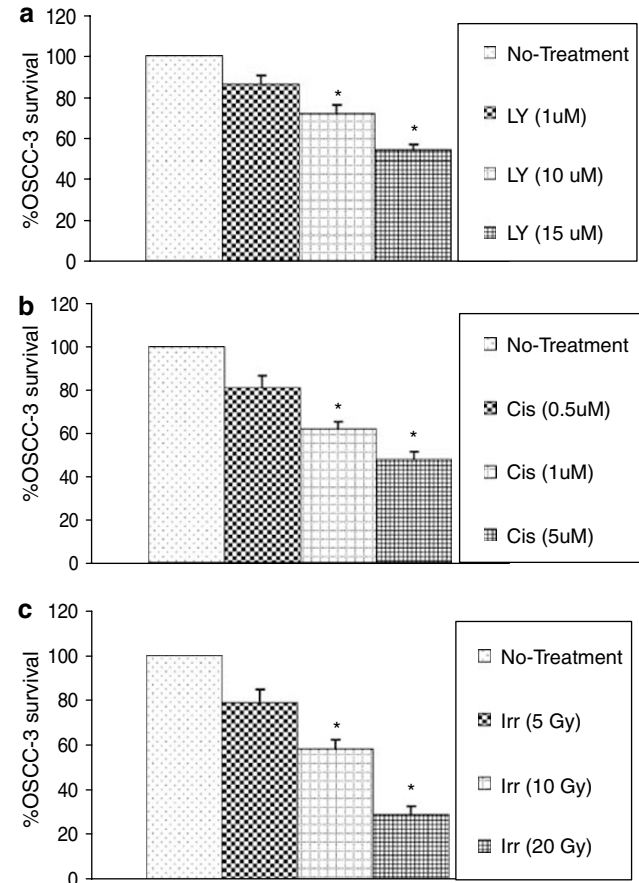 a
120
100
80
60
40
20
0
%OSCC-3 survival
*
*
No-Treatment
LY (1uM)
LY (10 uM)
LY (15 uM)
b
120
100
80
60
40
20
0
%OSCC-3 survival
*
*
No-Treatment
Cis (0.5uM)
Cis (1uM)
Cis (5uM)
c
120
100
80
60
40
20
0
%OSCC-3 survival
*
*
No-Treatment
Irr (5 Gy)
Irr (10 Gy)
Irr (20 Gy)